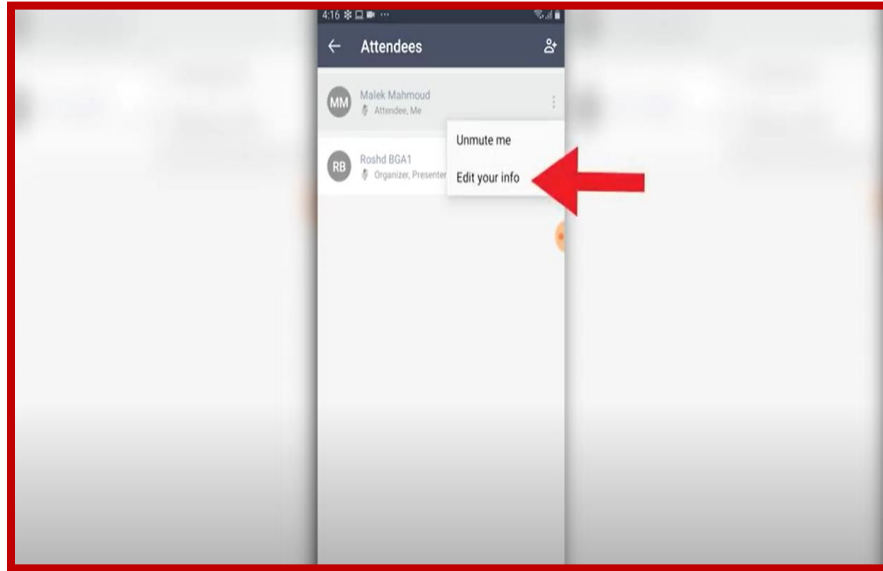 4:16
Attendees
MM
Malek Mahmoud
Attendee, Me
Unmute me
RB
Roshd BGA1
Organizer, Presenter
Edit your info